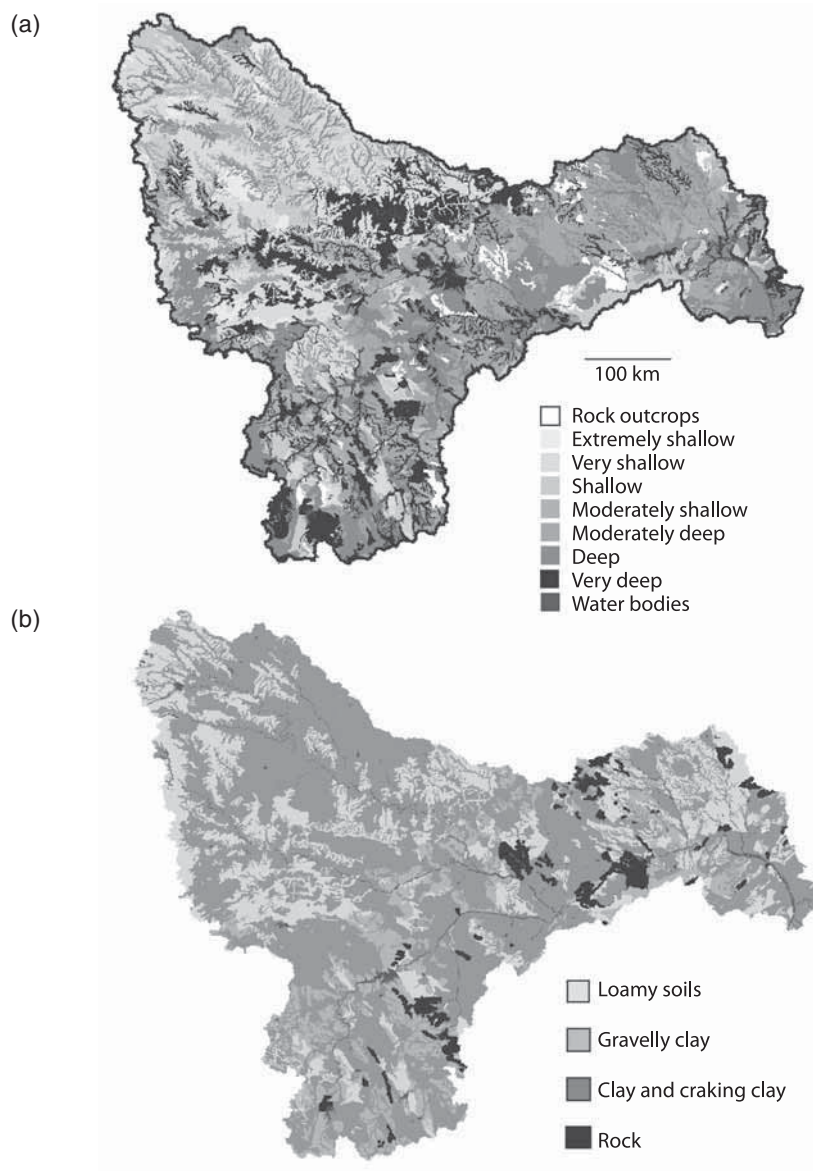 (a)
100 km
Rock outcrops
Extremely shallow
Very shallow
Shallow
Moderately shallow
Moderately deep
Deep
Very deep
Water bodies
(b)
Loamy soils
Gravelly clay
Clay and craking clay
Rock